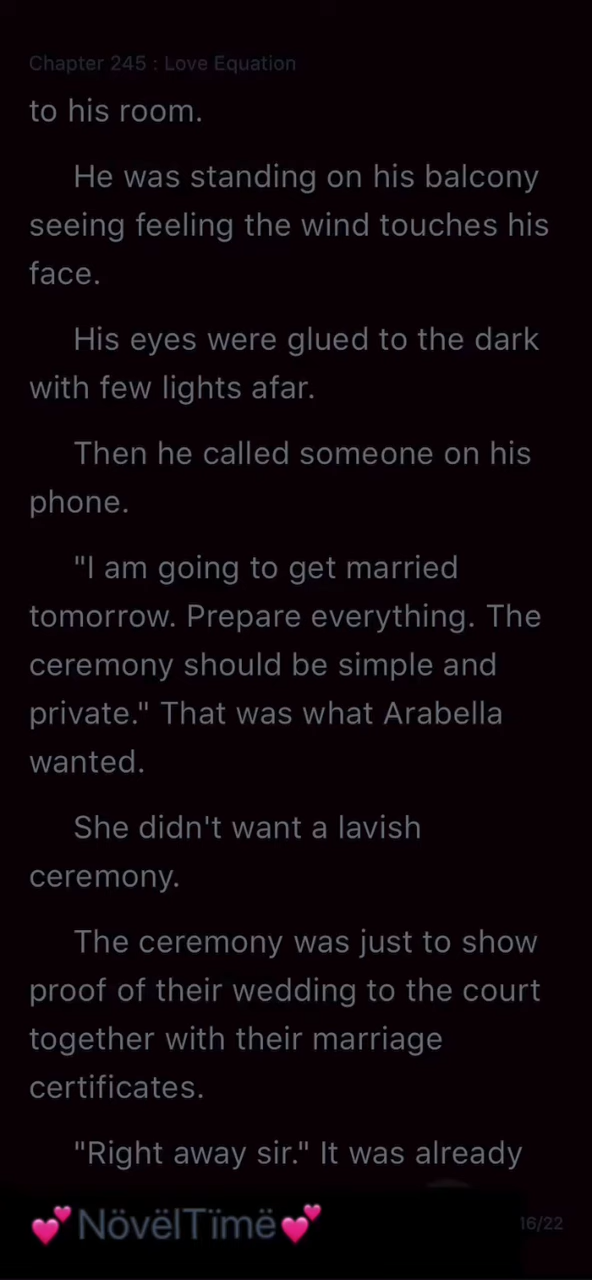 Chapter 245 : Love Equation
to his room.
He was standing on his balcony
seeing feeling the wind touches his
face.
His eyes were glued to the dark
with few lights afar.
Then he called someone on his
phone.
"I am going to get married
tomorrow. Prepare everything. The
ceremony should be simple and
private." That was what Arabella
wanted.
She didn't want a lavish
ceremony.
The ceremony was just to show
proof of their wedding to the court
together with their marriage
certificates.
"Right away sir." It was already
💕NövëlTïmë💕
16/22